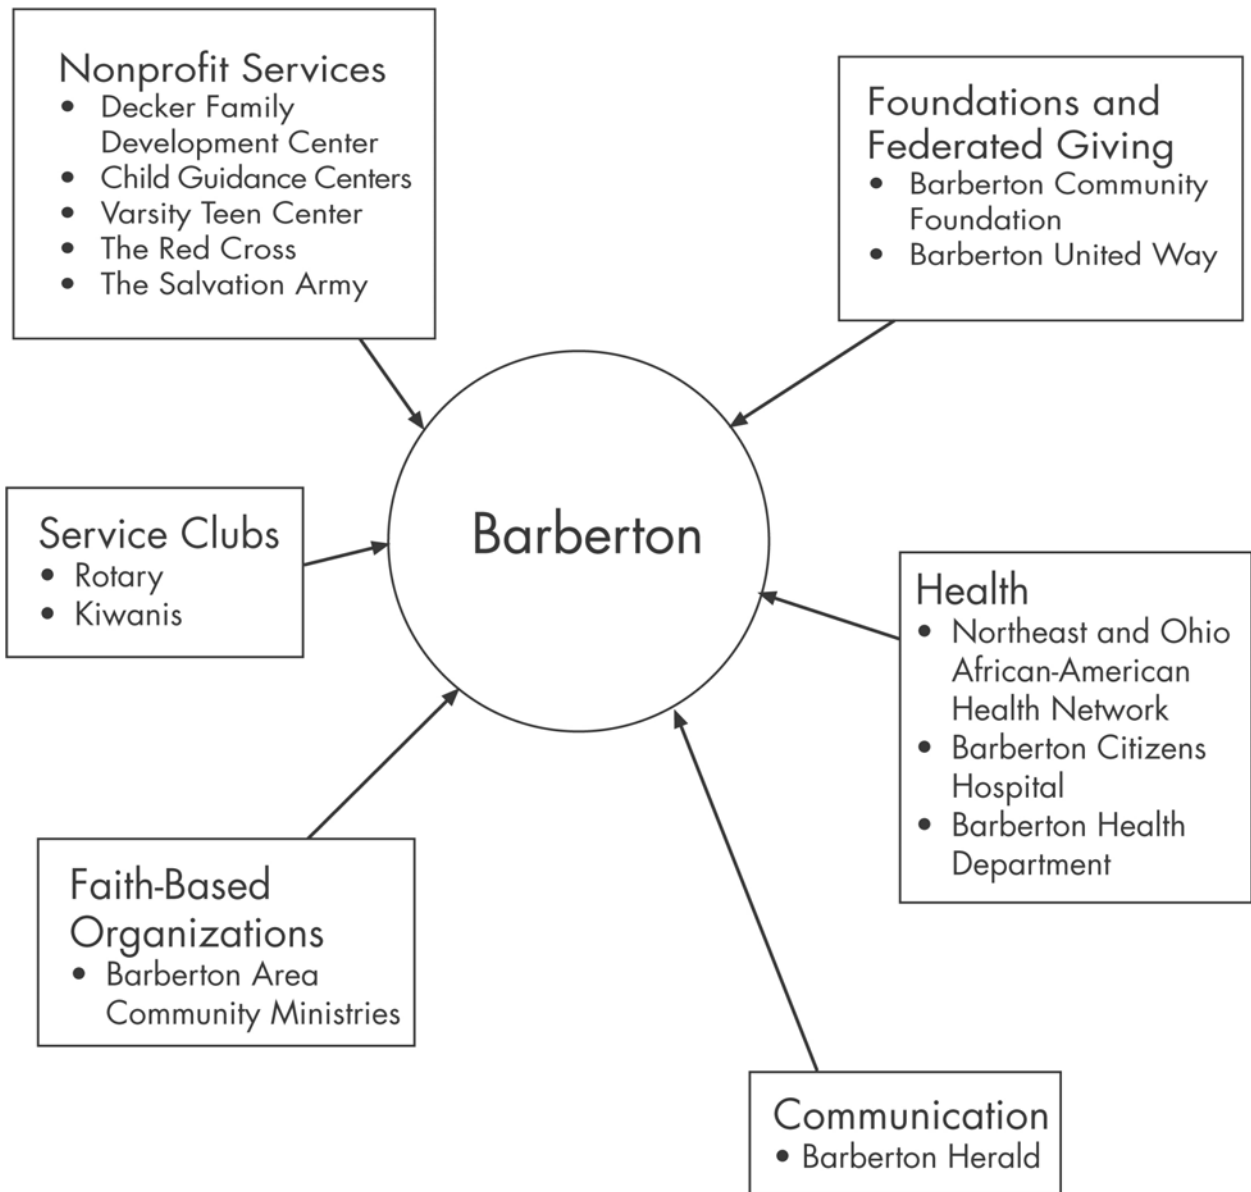 Nonprofit Services
• Decker Family
Development Center
• Child Guidance Centers
• Varsity Teen Center
• The Red Cross
• The Salvation Army
Foundations and
Federated Giving
• Barberton Community
Foundation
• Barberton United Way
Barberton
Service Clubs
• Rotary
• Kiwanis
Health
• Northeast and Ohio
African-American
Health Network
• Barberton Citizens
Hospital
• Barberton Health
Department
Faith-Based
Organizations
• Barberton Area
Community Ministries
Communication
• Barberton Herald